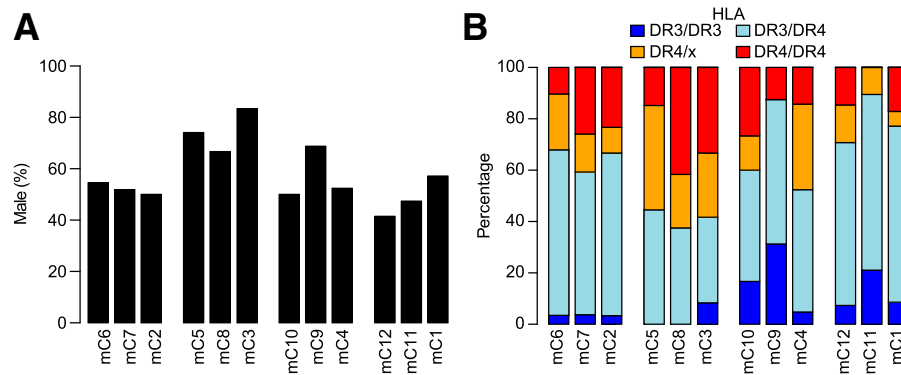 A
100
80
60
40
20
0
Male (%)
mC6 mC7 mC2 mC5 mC8 mC3 mC10 mC9 mC4 mC12 mC11 mC1
B
HLA
DR3/DR3 DR3/DR4
DR4/x DR4/DR4
100
80
60
40
20
0
Percentage
mC6 mC7 mC2 mC5 mC8 mC3 mC10 mC9 mC4 mC12 mC11 mC1